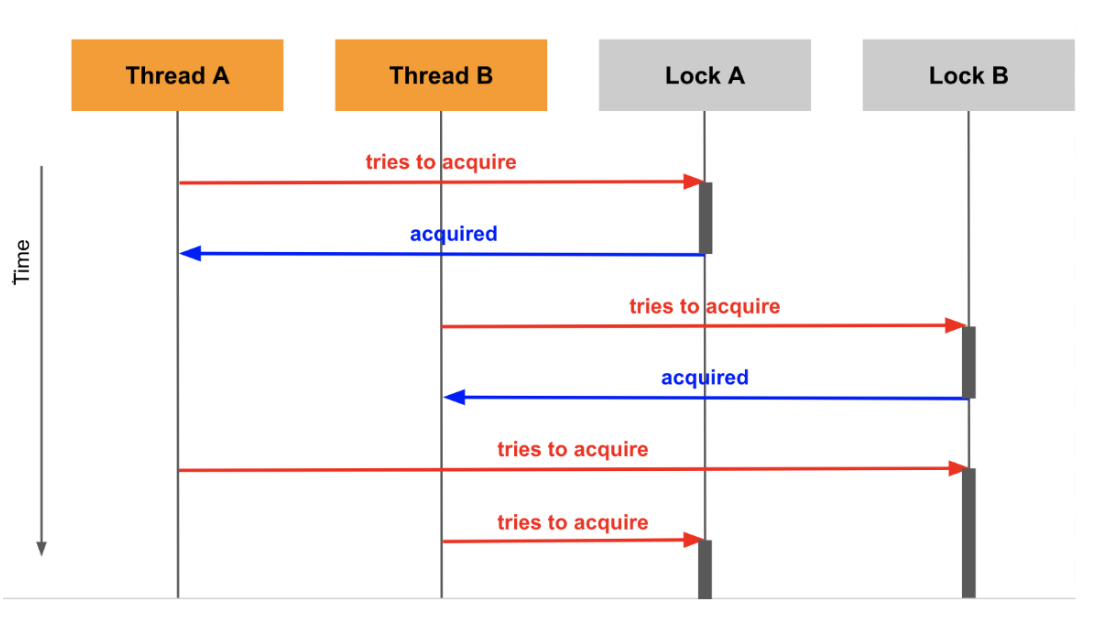 Thread A
Thread B
Lock A
Lock B
tries to acquire
Time
acquired
tries to acquire
acquired
tries to acquire
tries to acquire